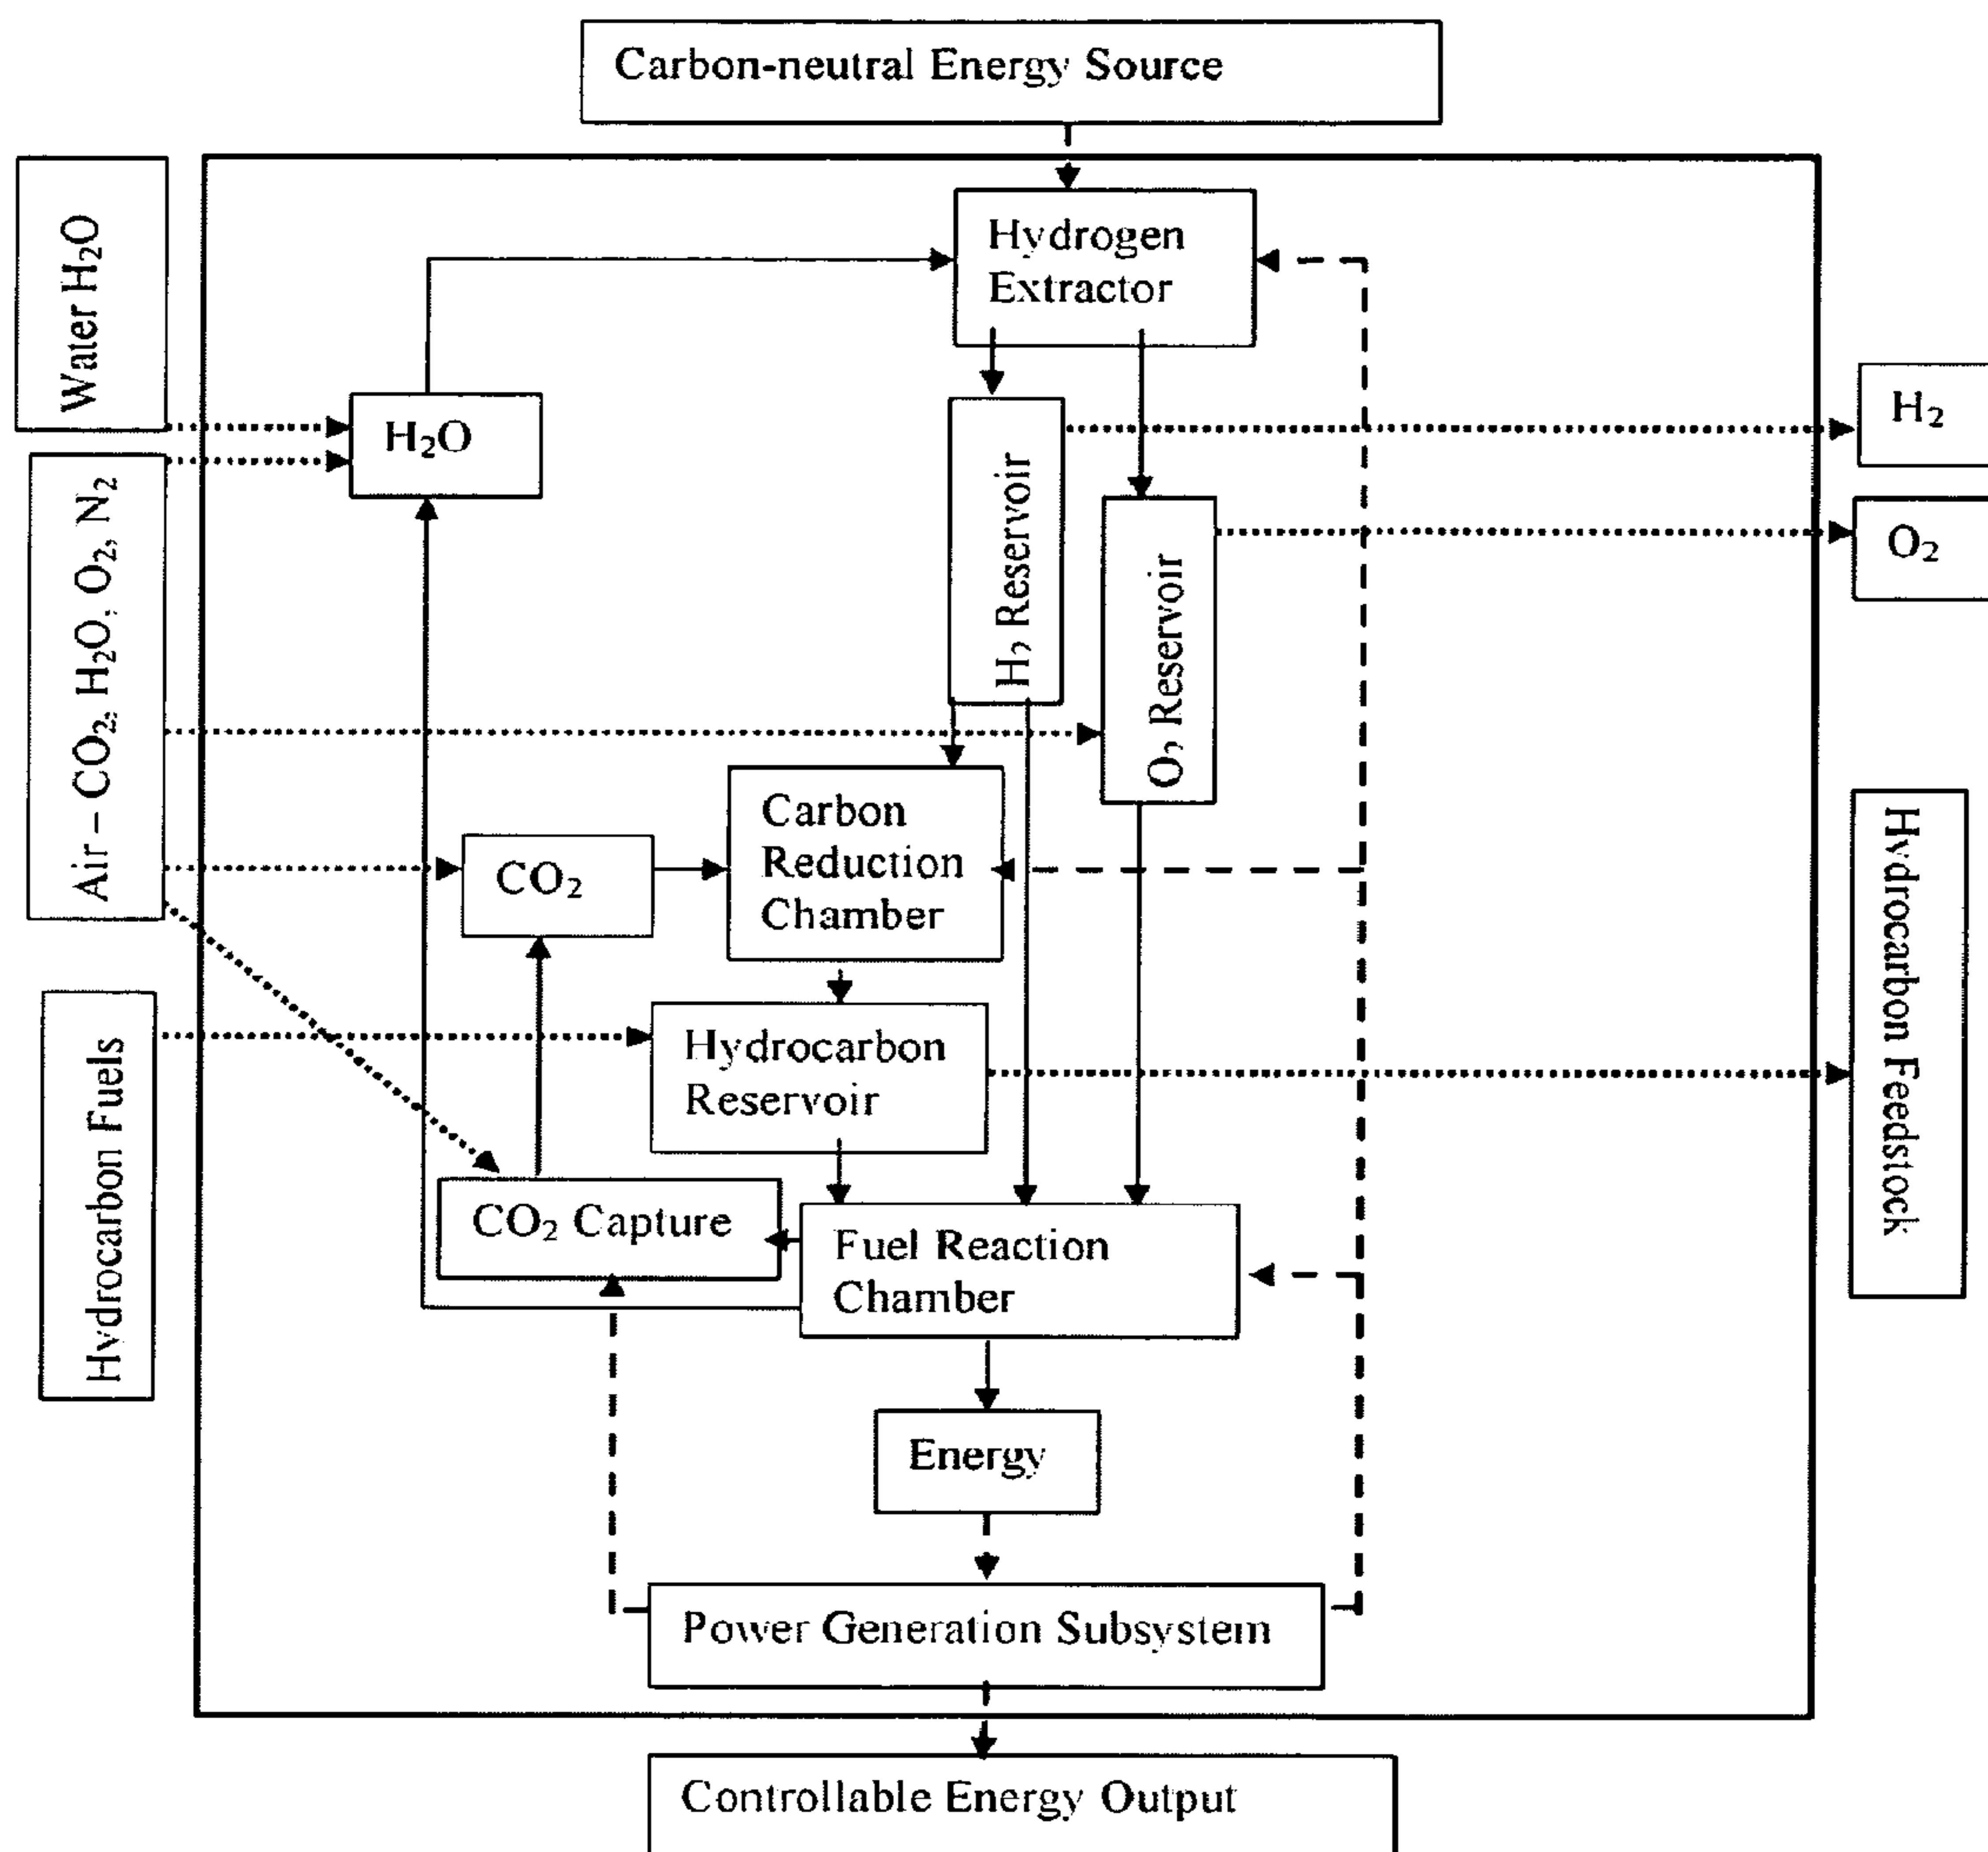 Carbon-neutral Energy Source
Water H₂O
Hydrogen
Extractor
H₂O
H₂
Air – CO₂, H₂O, O₂, N₂
H₂ Reservoir
O₂
O₂ Reservoir
Carbon
Reduction
Chamber
CO₂
Hydrocarbon Feedstock
Hydrocarbon Fuels
Hydrocarbon
Reservoir
CO₂ Capture
Fuel Reaction
Chamber
Energy
Power Generation Subsystem
Controllable Energy Output